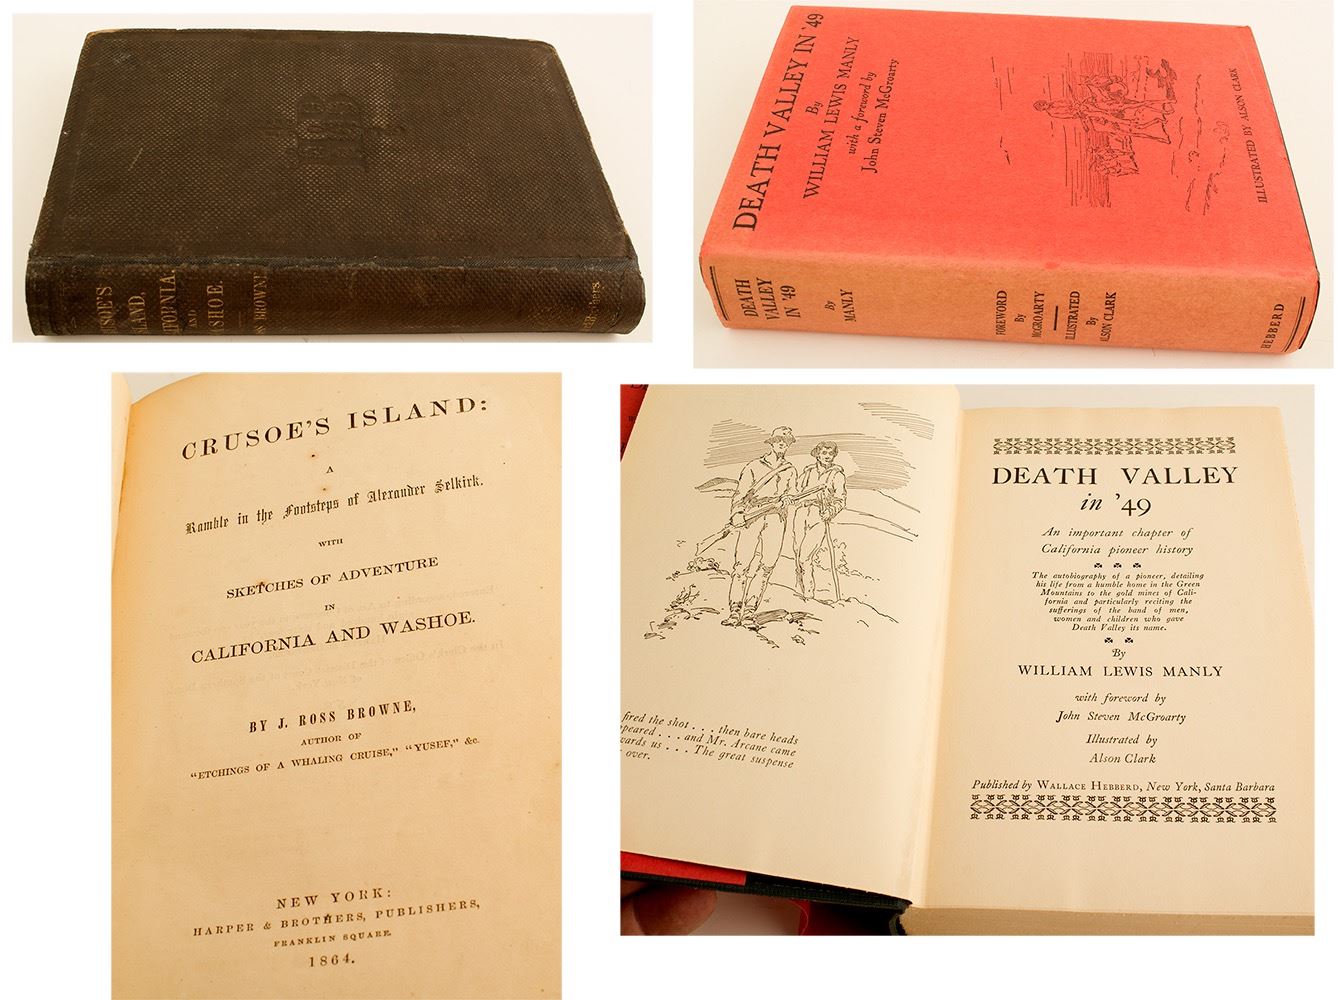 H & B
CALIFORNIA.
AND
BROWNE
DEATH VALLEY IN '49
By
WILLIAM LEWIS MANLY
with a foreword by
John Steven McGroarty
ILLUSTRATED BY ALSON CLARK
DEATH
VALLEY
IN '49
By
MANLY
FOREWORD
By
McGROARTY
ILLUSTRATED
By
ALSON CLARK
HEBBERD
CRUSOE'S ISLAND:
A
Ramble in the Footsteps of Alexander Selkirk.
WITH
SKETCHES OF ADVENTURE
IN
CALIFORNIA AND WASHOE.
BY J. ROSS BROWNE,
AUTHOR OF
"ETCHINGS OF A WHALING CRUISE," "YUSEF," &c.
NEW YORK:
HARPER & BROTHERS, PUBLISHERS,
FRANKLIN SQUARE.
1864.
fired the shot . . . then bare heads
peared . . . and Mr. Arcane came
wards us . . . The great suspense
over.
DEATH VALLEY
in '49
An important chapter of
California pioneer history
The autobiography of a pioneer, detailing
his life from a humble home in the Green
Mountains to the gold mines of Cali-
fornia and particularly reciting the
sufferings of the band of men,
women and children who gave
Death Valley its name.
By
WILLIAM LEWIS MANLY
with foreword by
John Steven McGroarty
Illustrated by
Alson Clark
Published by WALLACE HEBBERD, New York, Santa Barbara